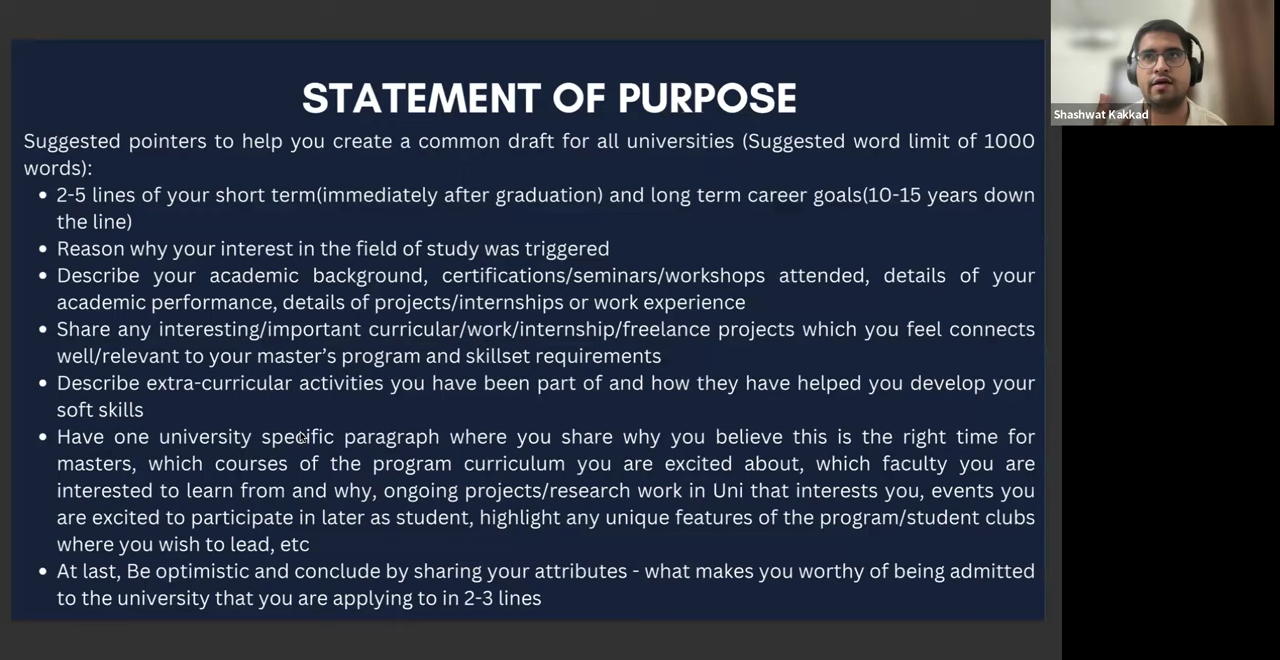 STATEMENT OF PURPOSE
Suggested pointers to help you create a common draft for all universities (Suggested word limit of 1000
words):
• 2-5 lines of your short term(immediately after graduation) and long term career goals(10-15 years down
the line)
• Reason why your interest in the field of study was triggered
• Describe your academic background, certifications/seminars/workshops attended, details of your
academic performance, details of projects/internships or work experience
• Share any interesting/important curricular/work/internship/freelance projects which you feel connects
well/relevant to your master's program and skillset requirements
• Describe extra-curricular activities you have been part of and how they have helped you develop your
soft skills
• Have one university specific paragraph where you share why you believe this is the right time for
masters, which courses of the program curriculum you are excited about, which faculty you are
interested to learn from and why, ongoing projects/research work in Uni that interests you, events you
are excited to participate in later as student, highlight any unique features of the program/student clubs
where you wish to lead, etc
• At last, Be optimistic and conclude by sharing your attributes - what makes you worthy of being admitted
to the university that you are applying to in 2-3 lines
Shashwat Kakkad